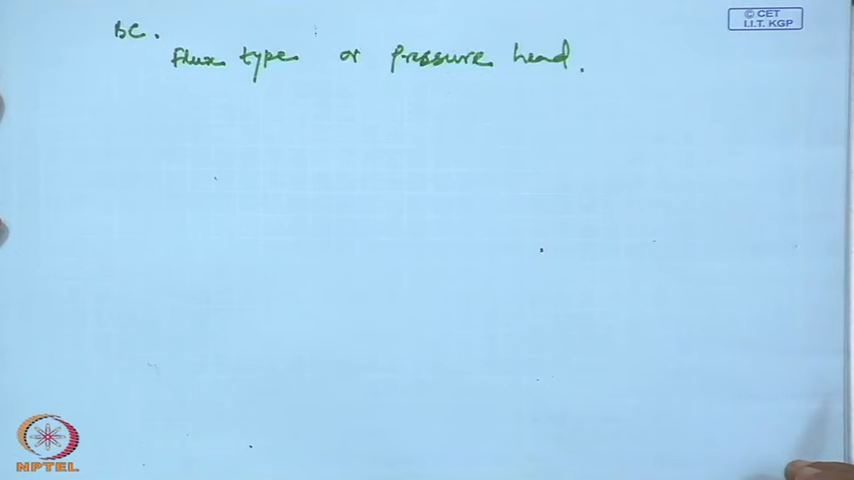 BC.
Flux type or Pressure head.
© CET
I.I.T. KGP
NPTEL